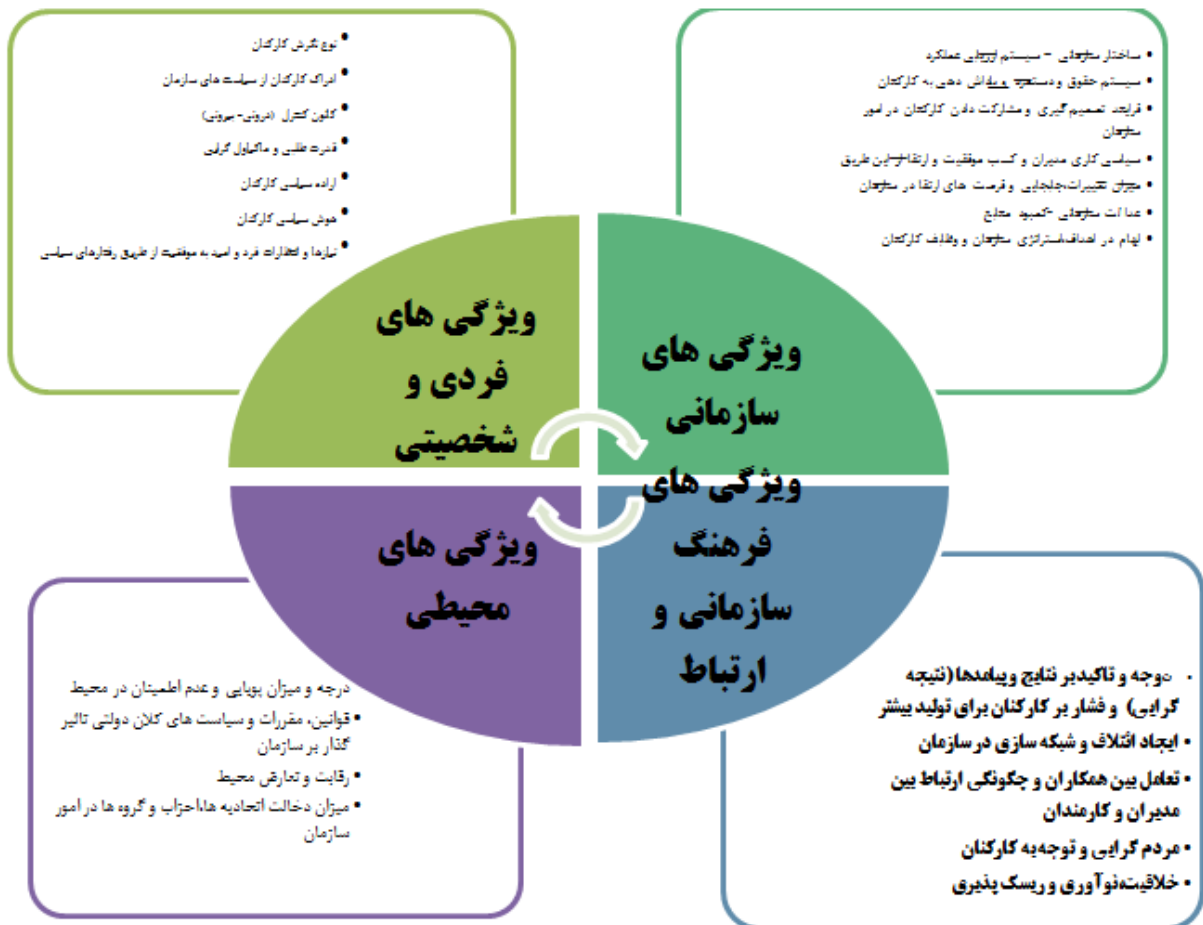 • ساختار سازمانی – سیستم ارزیابی عملکرد
• سیستم حقوق و دستمزد و پاداش دهی به کارکنان
• فرایند تصمیم گیری و مشارکت دادن کارکنان در امور
سازمان
• سیاسی کاری مدیران و کسب موفقیت و ارتقا از این طریق
• میزان تغییرات،جابجایی و فرصت های ارتقا در سازمان
• عدالت سازمانی -کمبود منابع
• ابهام در اهداف،استراتژی سازمان و وظایف کارکنان
• نوع نگرش کارکنان
• ادراک کارکنان از سیاست های سازمان
• کانون کنترل (درونی- بیرونی)
• قدرت طلبی و ماکیاول گرایی
• اراده سیاسی کارکنان
• هوش سیاسی کارکنان
• نیازها و انتظارات فرد و امید به موفقیت از طریق رفتارهای سیاسی
ویژگی های
سازمانی
ویژگی های
فردی و
شخصیتی
ویژگی های
فرهنگ
سازمانی و
ارتباط
ویژگی های
محیطی
• توجه و تاکیدبر نتایج وپیامدها (نتیجه
گرایی) و فشار بر کارکنان برای تولید بیشتر
• ایجاد ائتلاف و شبکه سازی در سازمان
• تعامل بین همکاران و چگونگی ارتباط بین
مدیران و کارمندان
• مردم گرایی و توجه به کارکنان
• خلاقیت،نوآوری و ریسک پذیری
درجه و میزان پویایی و عدم اطمینان در محیط
• قوانین، مقررات و سیاست های کلان دولتی تاثیر
گذار بر سازمان
• رقابت و تعارض محیط
• میزان دخالت اتحادیه ها،احزاب و گروه ها در امور
سازمان